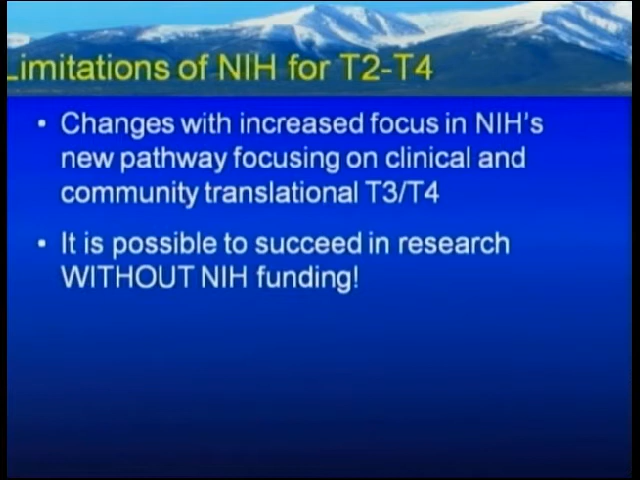 Limitations of NIH for T2-T4
• Changes with increased focus in NIH's
new pathway focusing on clinical and
community translational T3/T4
• It is possible to succeed in research
WITHOUT NIH funding!